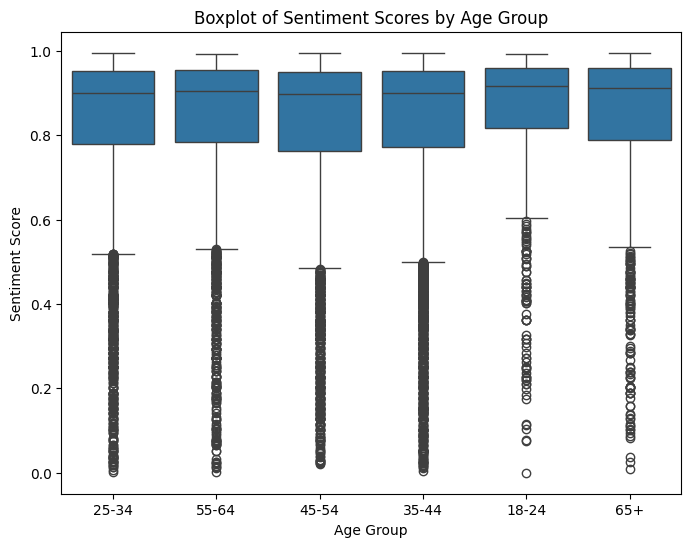 Boxplot of Sentiment Scores by Age Group
Sentiment Score
1.0
0.8
0.6
0.4
0.2
0.0
25-34 55-64 45-54 35-44 18-24 65+
Age Group